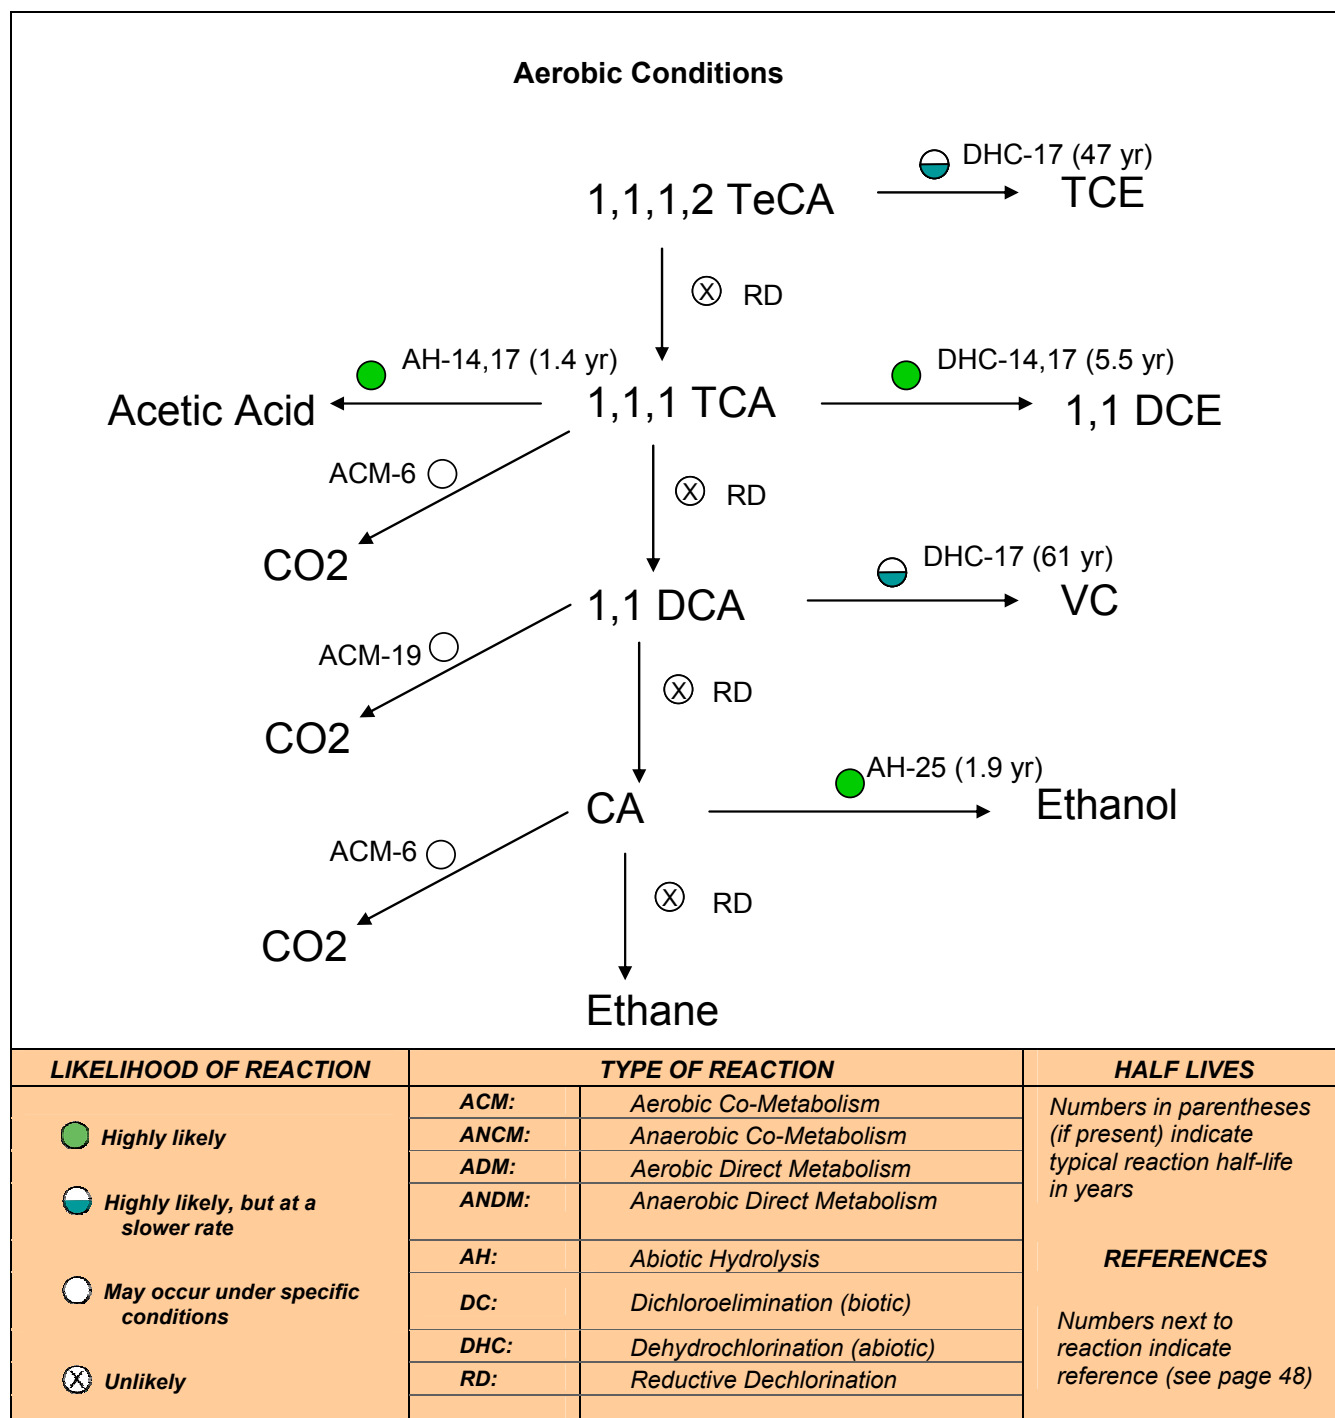 Aerobic Conditions
DHC-17 (47 yr)
1,1,1,2 TeCA
TCE
X RD
AH-14,17 (1.4 yr)
DHC-14,17 (5.5 yr)
Acetic Acid
1,1,1 TCA
1,1 DCE
ACM-6
X RD
CO2
DHC-17 (61 yr)
1,1 DCA
VC
ACM-19
X RD
CO2
AH-25 (1.9 yr)
CA
Ethanol
ACM-6
X RD
CO2
Ethane
LIKELIHOOD OF REACTION
Highly likely
Highly likely, but at a
slower rate
May occur under specific
conditions
X Unlikely
TYPE OF REACTION
ACM: Aerobic Co-Metabolism
ANCM: Anaerobic Co-Metabolism
ADM: Aerobic Direct Metabolism
ANDM: Anaerobic Direct Metabolism
AH: Abiotic Hydrolysis
DC: Dichloroelimination (biotic)
DHC: Dehydrochlorination (abiotic)
RD: Reductive Dechlorination
HALF LIVES
Numbers in parentheses
(if present) indicate
typical reaction half-life
in years
REFERENCES
Numbers next to
reaction indicate
reference (see page 48)